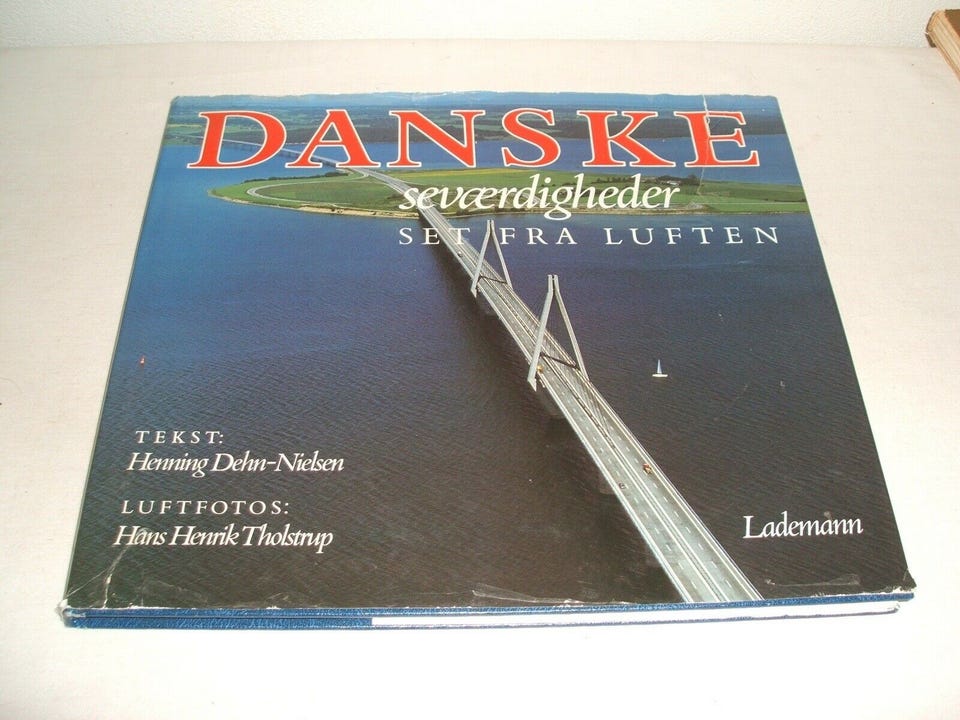 DANSKE
seværdigheder
SET FRA LUFTEN
TEKST:
Henning Dehn-Nielsen
LUFTFOTOS:
Hans Henrik Tholstrup
Lademann